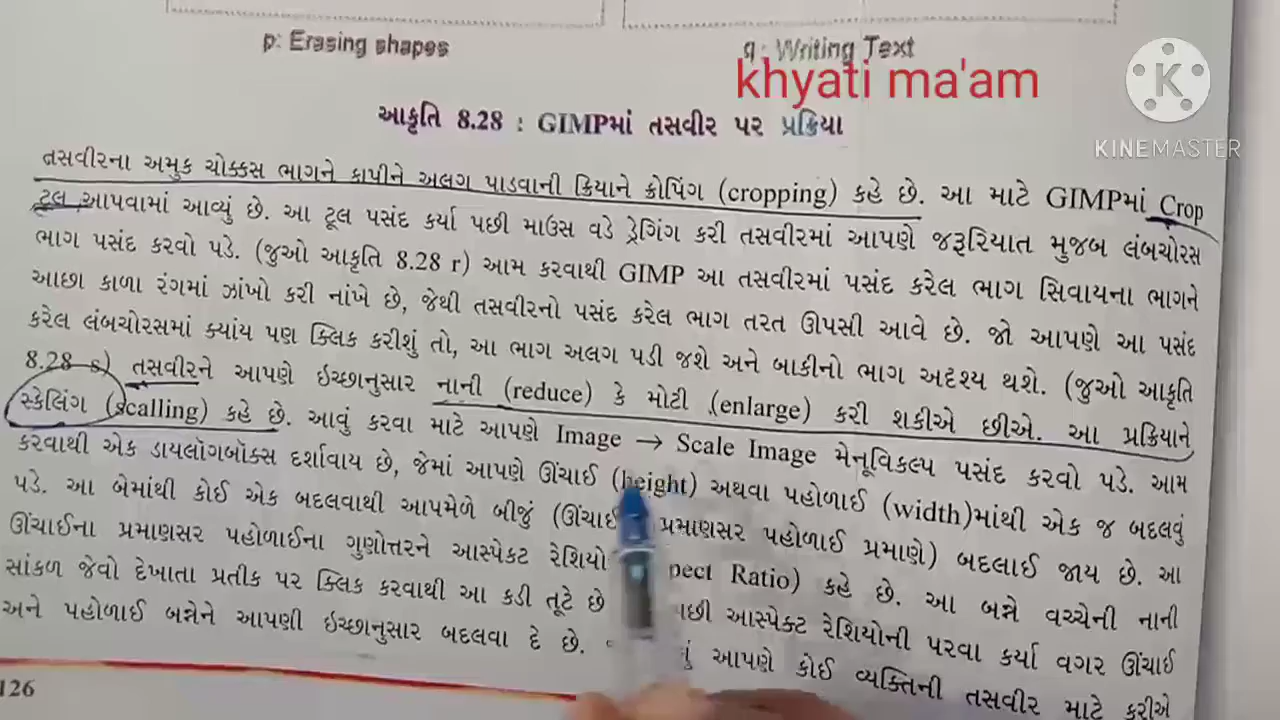 p: Erasing shapes
q: Writing Text
khyati ma'am
K
KINEMASTER
આકૃતિ 8.28 : GIMPમાં તસવીર પર પ્રક્રિયા
તસવીરના અમુક ચોક્કસ ભાગને કાપીને અલગ પાડવાની ક્રિયાને ક્રોપિંગ (cropping) કહે છે. આ માટે GIMPમાં Crop
ટૂલ આપવામાં આવ્યું છે. આ ટૂલ પસંદ કર્યા પછી માઉસ વડે ડ્રેગિંગ કરી તસવીરમાં આપણે જરૂરિયાત મુજબ લંબચોરસ
ભાગ પસંદ કરવો પડે. (જુઓ આકૃતિ 8.28 r) આમ કરવાથી GIMP આ તસવીરમાં પસંદ કરેલ ભાગ સિવાયના ભાગને
આછા કાળા રંગમાં ઝાંખો કરી નાંખે છે, જેથી તસવીરનો પસંદ કરેલ ભાગ તરત ઊપસી આવે છે. જો આપણે આ પસંદ
કરેલ લંબચોરસમાં ક્યાંય પણ ક્લિક કરીશું તો, આ ભાગ અલગ પડી જશે અને બાકીનો ભાગ અદૃશ્ય થશે. (જુઓ આકૃતિ
8.28 s) તસવીરને આપણે ઇચ્છાનુસાર નાની (reduce) કે મોટી (enlarge) કરી શકીએ છીએ. આ પ્રક્રિયાને
સ્કેલિંગ (scalling) કહે છે. આવું કરવા માટે આપણે Image → Scale Image મેનૂવિકલ્પ પસંદ કરવો પડે. આમ
કરવાથી એક ડાયલૉગબૉક્સ દર્શાવાય છે, જેમાં આપણે ઊંચાઈ (height) અથવા પહોળાઈ (width)માંથી એક જ બદલવું
પડે. આ બેમાંથી કોઈ એક બદલવાથી આપમેળે બીજું પ્રમાણસર પહોળાઈ પ્રમાણે) બદલાઈ જાય છે. આ
ઊંચાઈના પ્રમાણસર પહોળાઈના ગુણોત્તરને આસ્પેક્ટ રેશિયો Ratio) કહે છે. આ બન્ને વચ્ચેની નાની
સાંકળ જેવો દેખાતા પ્રતીક પર ક્લિક કરવાથી આ કડી તૂટે છે આસ્પેક્ટ રેશિયોની પરવા કર્યા વગર ઊંચાઈ
અને પહોળાઈ બન્નેને આપણી ઇચ્છાનુસાર બદલવા દે છે. આપણે કોઈ વ્યક્તિની તસવીર માટે કરીએ
126